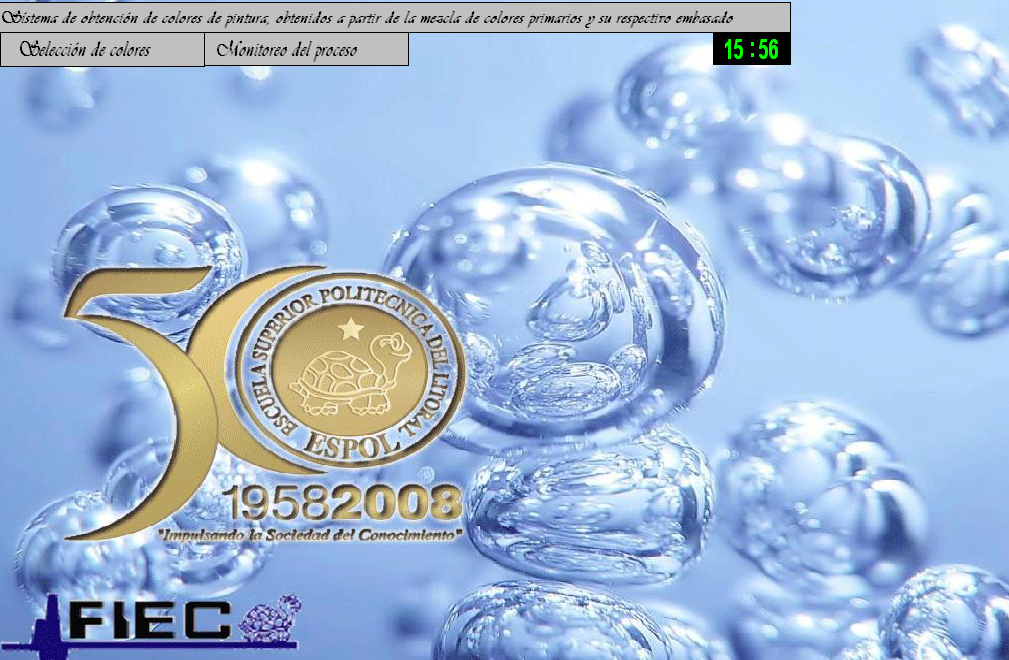 Sistema de obtención de colores de pintura, obtenidos a partir de la mezcla de colores primarios y su respectivo embasado
Selección de colores
Monitoreo del proceso
15 : 56
50
ESCUELA SUPERIOR POLITECNICA DEL LITORAL
ESPOL
19582008
"Impulsando la Sociedad del Conocimiento"
FIEC